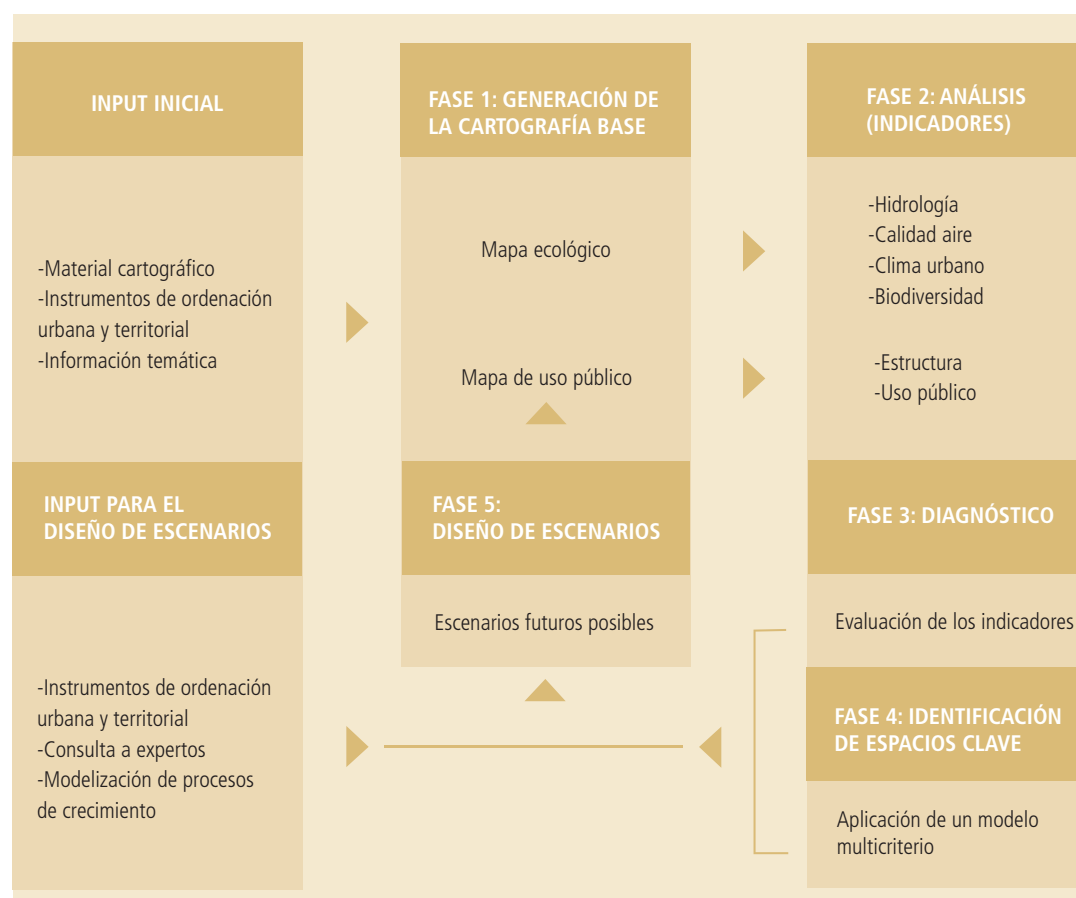 INPUT INICIAL
-Material cartográfico
-Instrumentos de ordenación
urbana y territorial
-Información temática
INPUT PARA EL
DISEÑO DE ESCENARIOS
-Instrumentos de ordenación
urbana y territorial
-Consulta a expertos
-Modelización de procesos
de crecimiento
FASE 1: GENERACIÓN DE
LA CARTOGRAFÍA BASE
Mapa ecológico
Mapa de uso público
FASE 5:
DISEÑO DE ESCENARIOS
Escenarios futuros posibles
FASE 2: ANÁLISIS
(INDICADORES)
-Hidrología
-Calidad aire
-Clima urbano
-Biodiversidad
-Estructura
-Uso público
FASE 3: DIAGNÓSTICO
Evaluación de los indicadores
FASE 4: IDENTIFICACIÓN
DE ESPACIOS CLAVE
Aplicación de un modelo
multicriterio